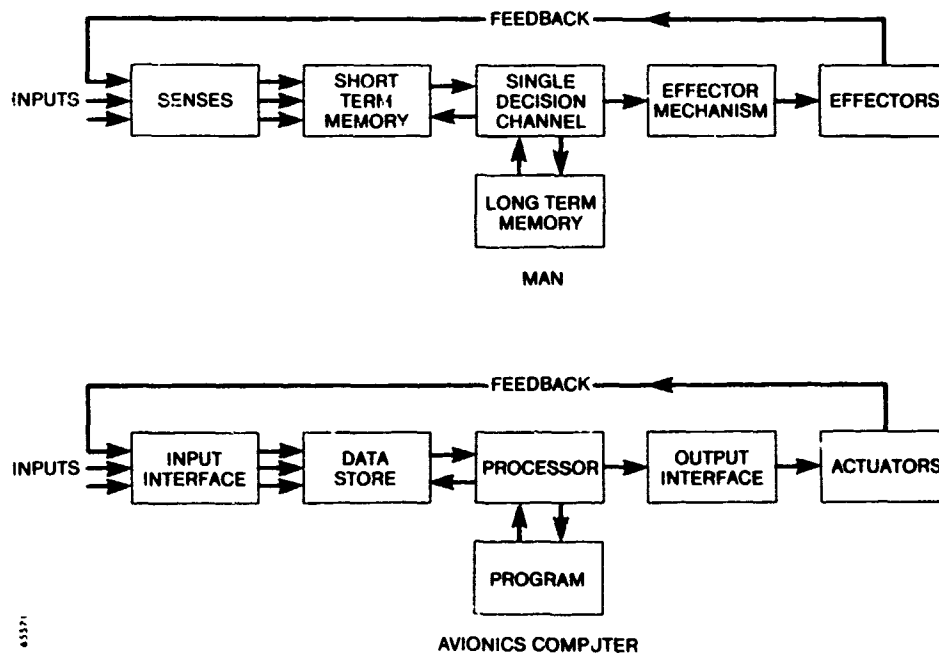 FEEDBACK
INPUTS
SENSES
SHORT
TERM
MEMORY
SINGLE
DECISION
CHANNEL
EFFECTOR
MECHANISM
EFFECTORS
LONG TERM
MEMORY
MAN
FEEDBACK
INPUTS
INPUT
INTERFACE
DATA
STORE
PROCESSOR
OUTPUT
INTERFACE
ACTUATORS
PROGRAM
AVIONICS COMPUTER